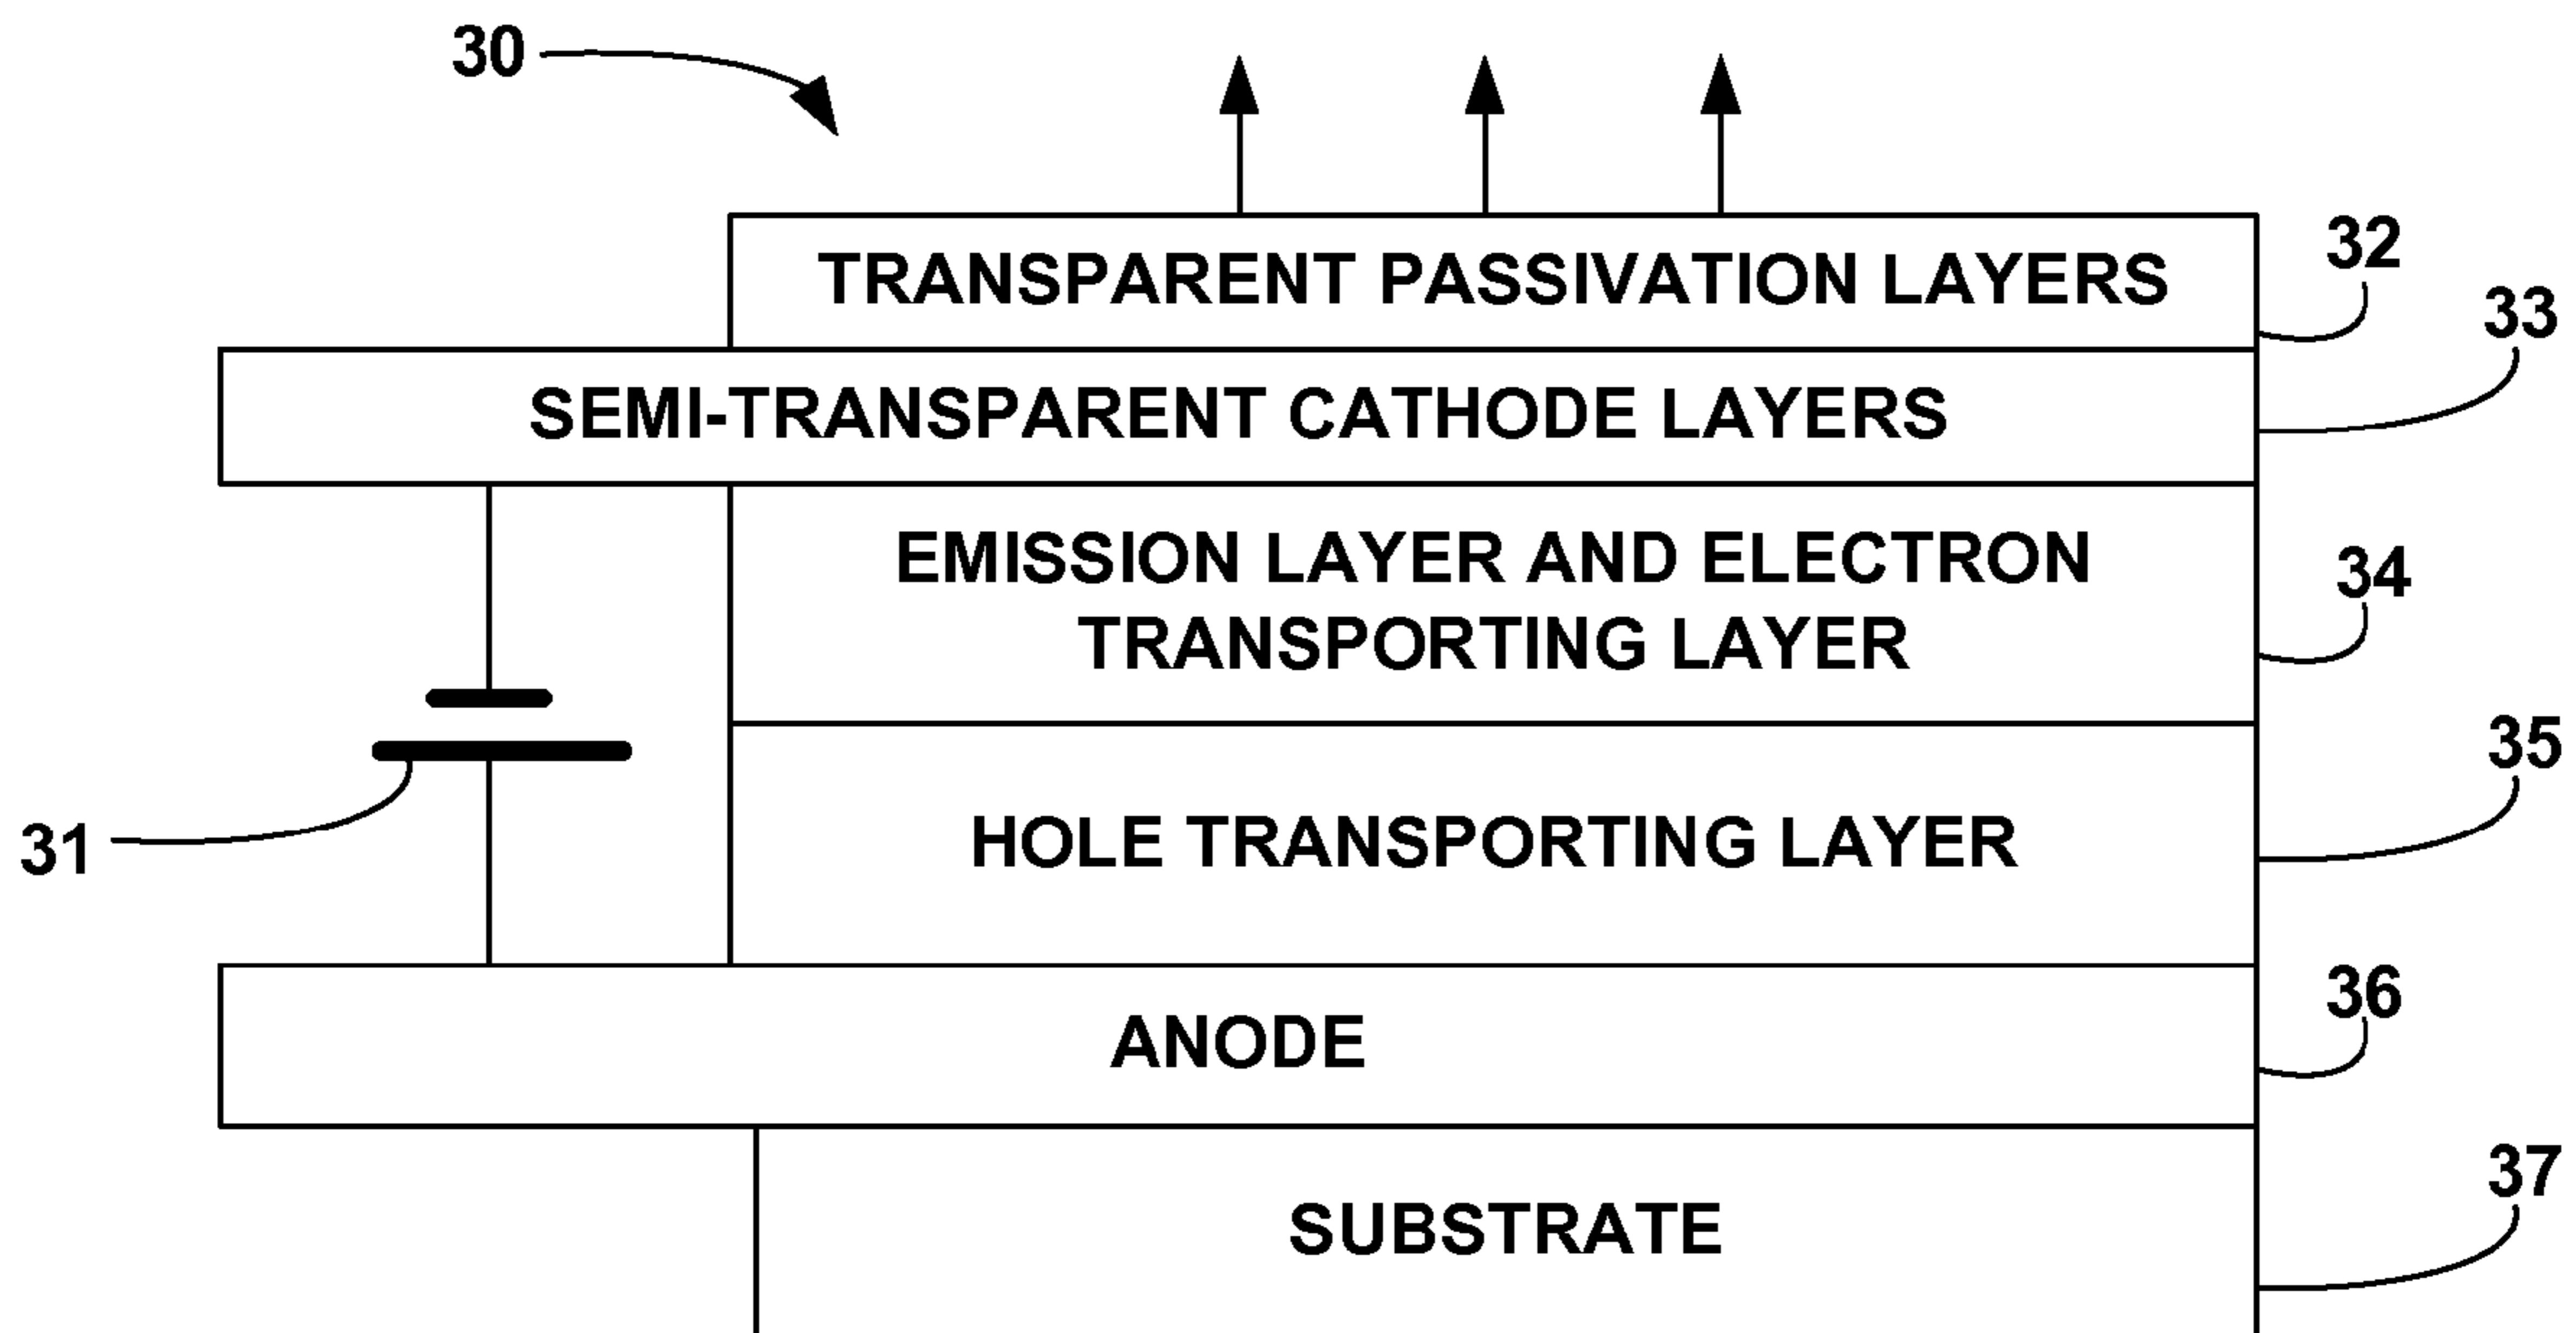 30
TRANSPARENT PASSIVATION LAYERS
32
33
SEMI-TRANSPARENT CATHODE LAYERS
EMISSION LAYER AND ELECTRON
TRANSPORTING LAYER
34
35
31
HOLE TRANSPORTING LAYER
36
ANODE
37
SUBSTRATE